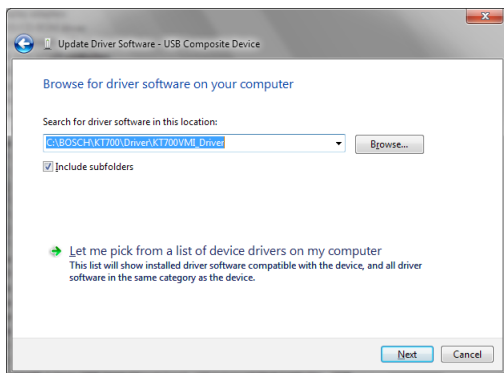 Update Driver Software - USB Composite Device
Browse for driver software on your computer
Search for driver software in this location:
C:\BOSCH\KT700\Driver\KT700VMI_Driver
Browse...
Include subfolders
Let me pick from a list of device drivers on my computer
This list will show installed driver software compatible with the device, and all driver
software in the same category as the device.
Next
Cancel